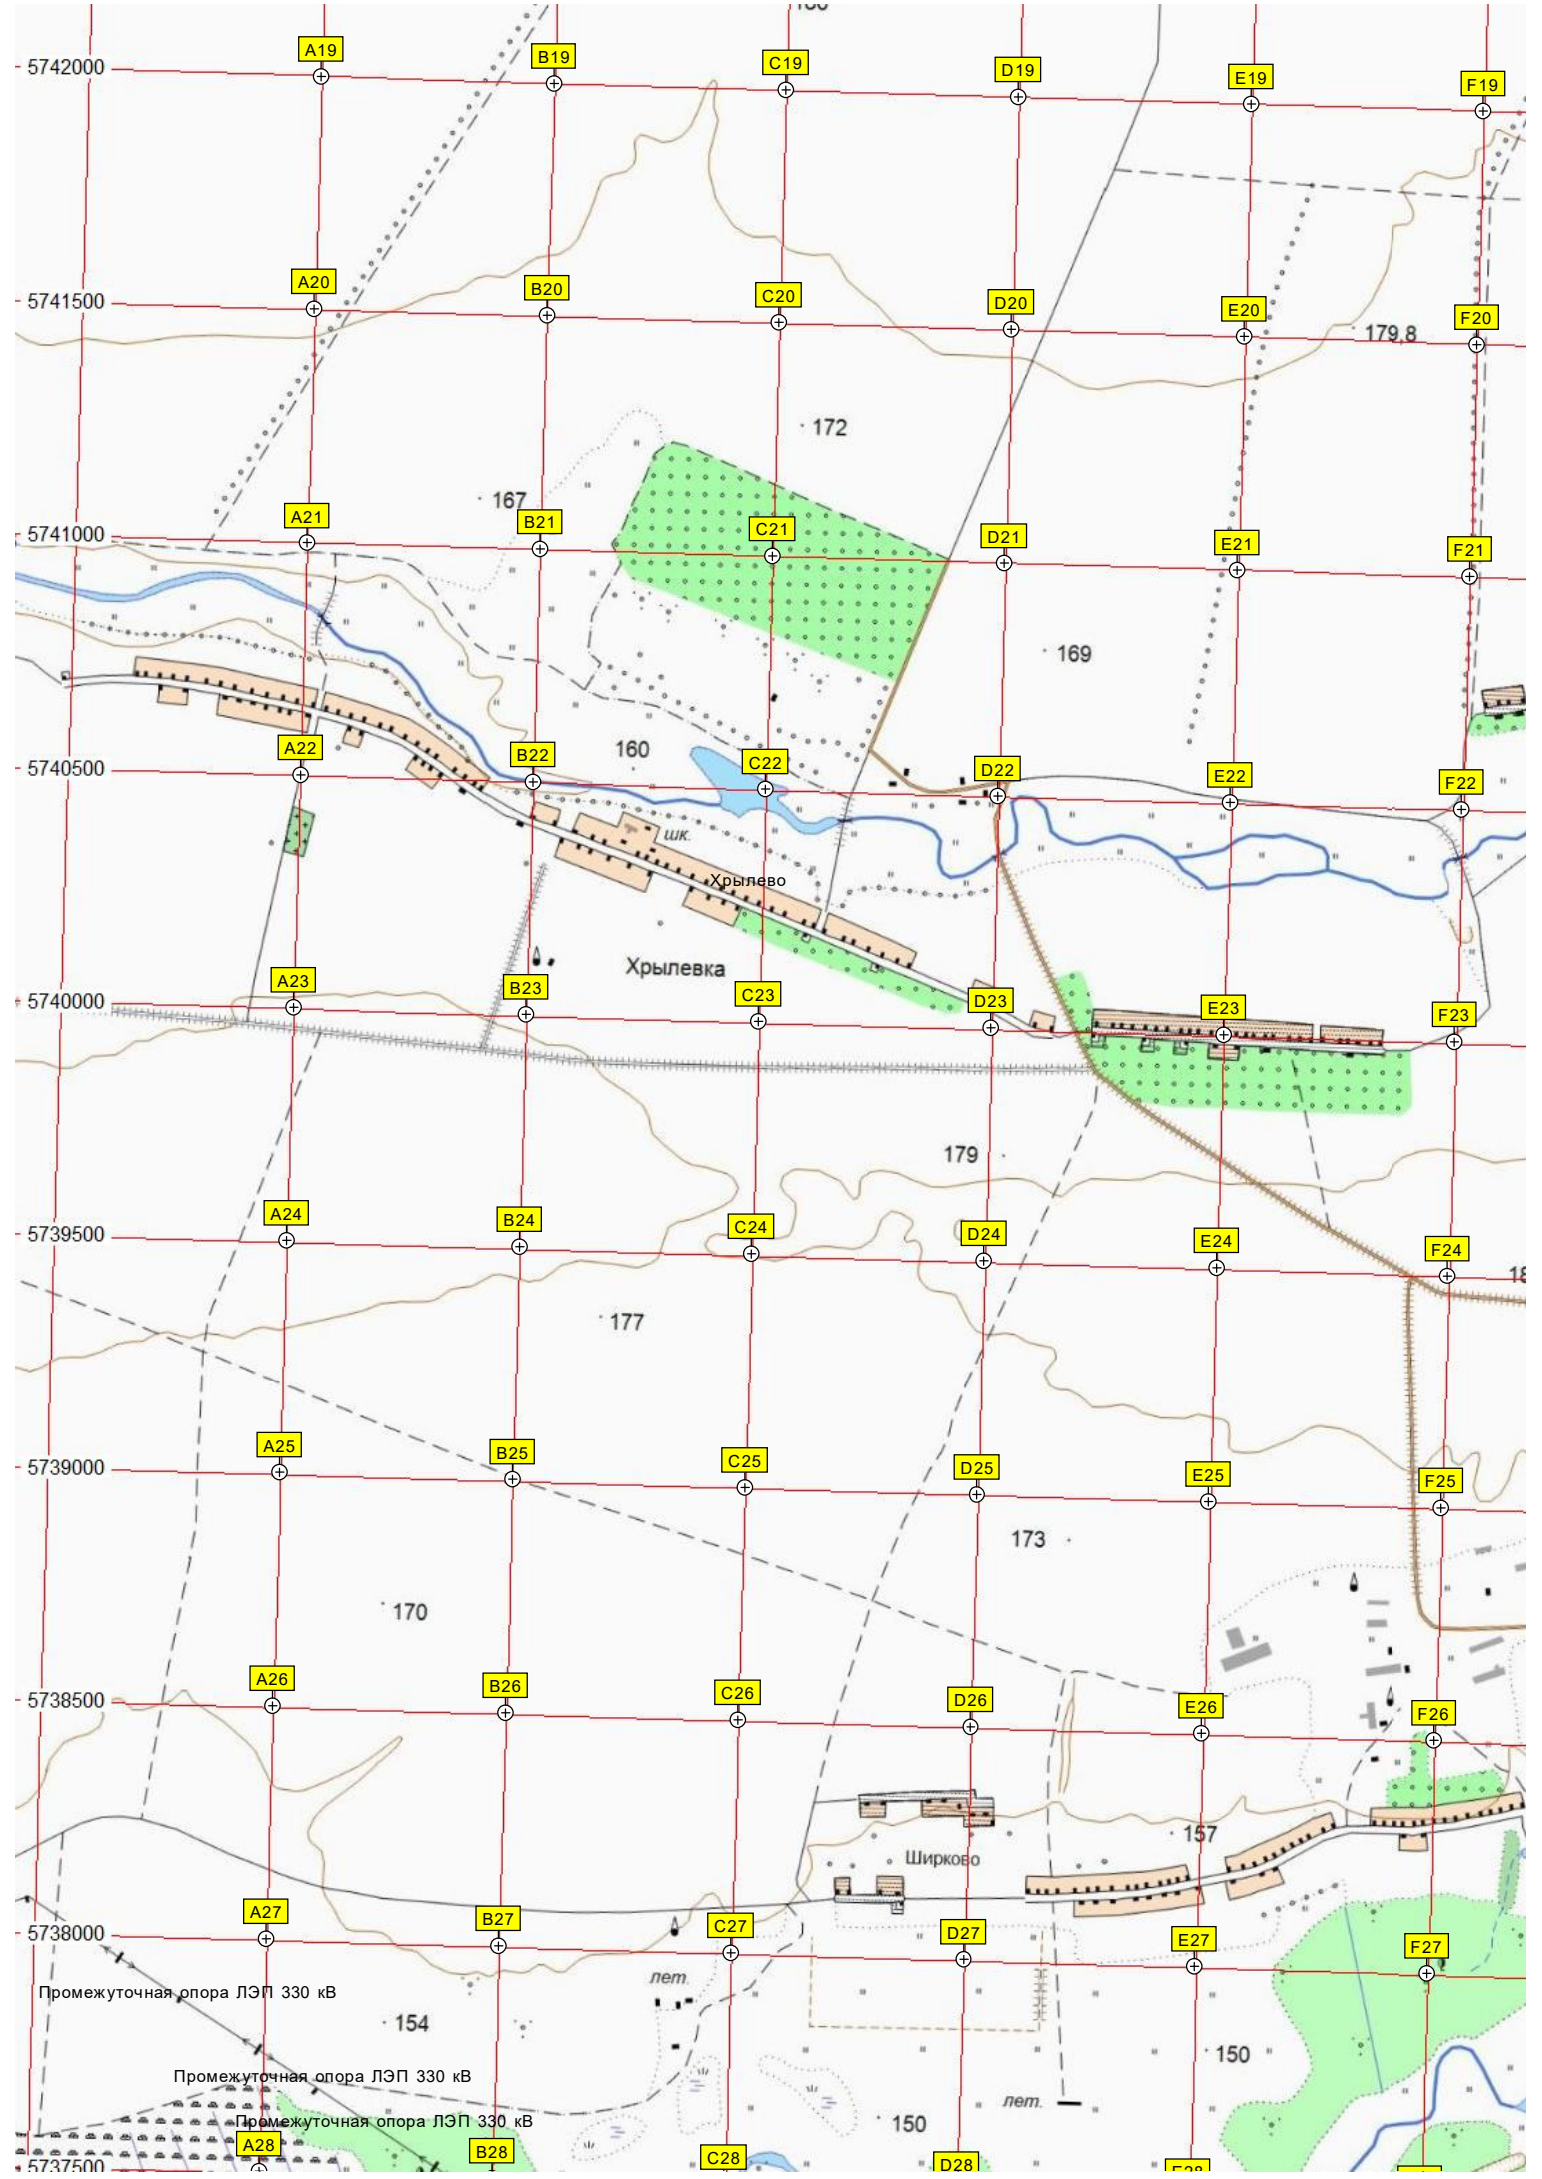 A19 B19 C19 D19 E19 F19
5742000
A20 B20 C20 D20 E20 F20
5741500
179,8
172
167
A21 B21 C21 D21 E21 F21
5741000
169
160
A22 B22 C22 D22 E22 F22
5740500
шк.
Хрылево
Хрылевка
A23 B23 C23 D23 E23 F23
5740000
179
A24 B24 C24 D24 E24 F24
5739500
177
A25 B25 C25 D25 E25 F25
5739000
173
170
A26 B26 C26 D26 E26 F26
5738500
157
Ширково
A27 B27 C27 D27 E27 F27
5738000
лет.
Промежуточная опора ЛЭП 330 кВ
154
150
Промежуточная опора ЛЭП 330 кВ
лет.
150
Промежуточная опора ЛЭП 330 кВ
A28 B28 C28 D28 E28
5737500